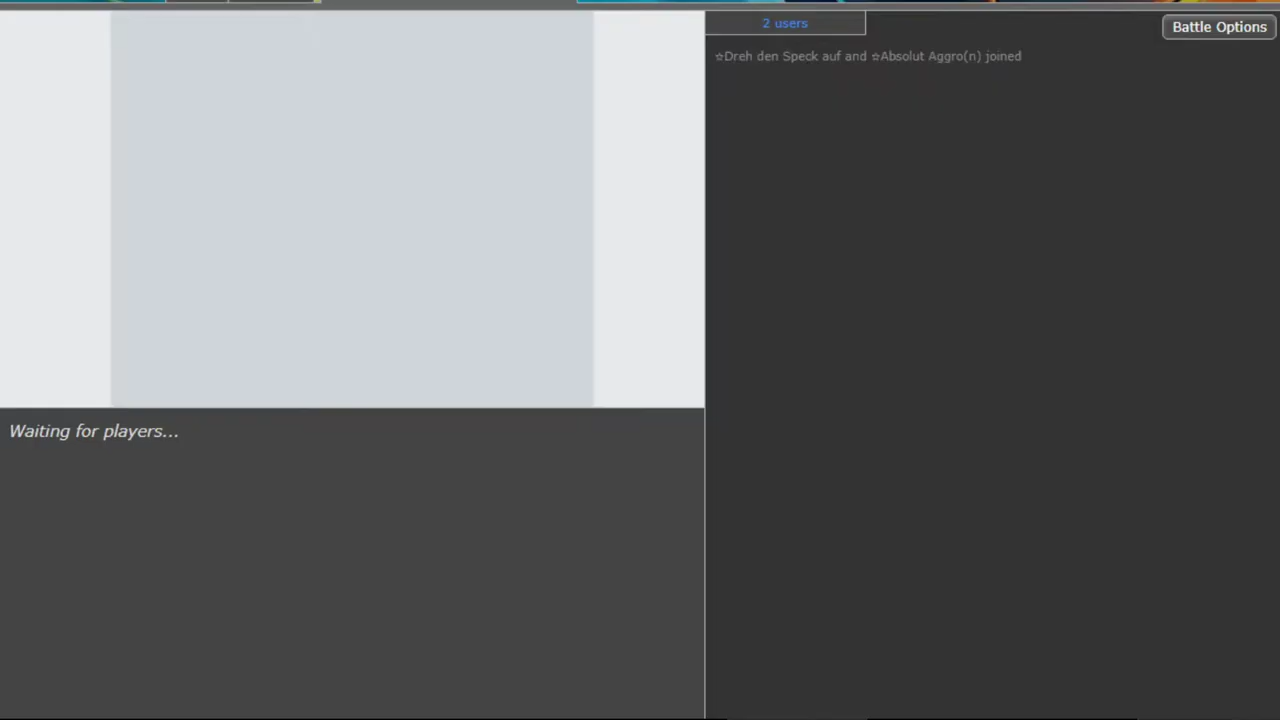 2 users
Battle Options
☆Dreh den Speck auf and ☆Absolut Aggro(n) joined
Waiting for players...